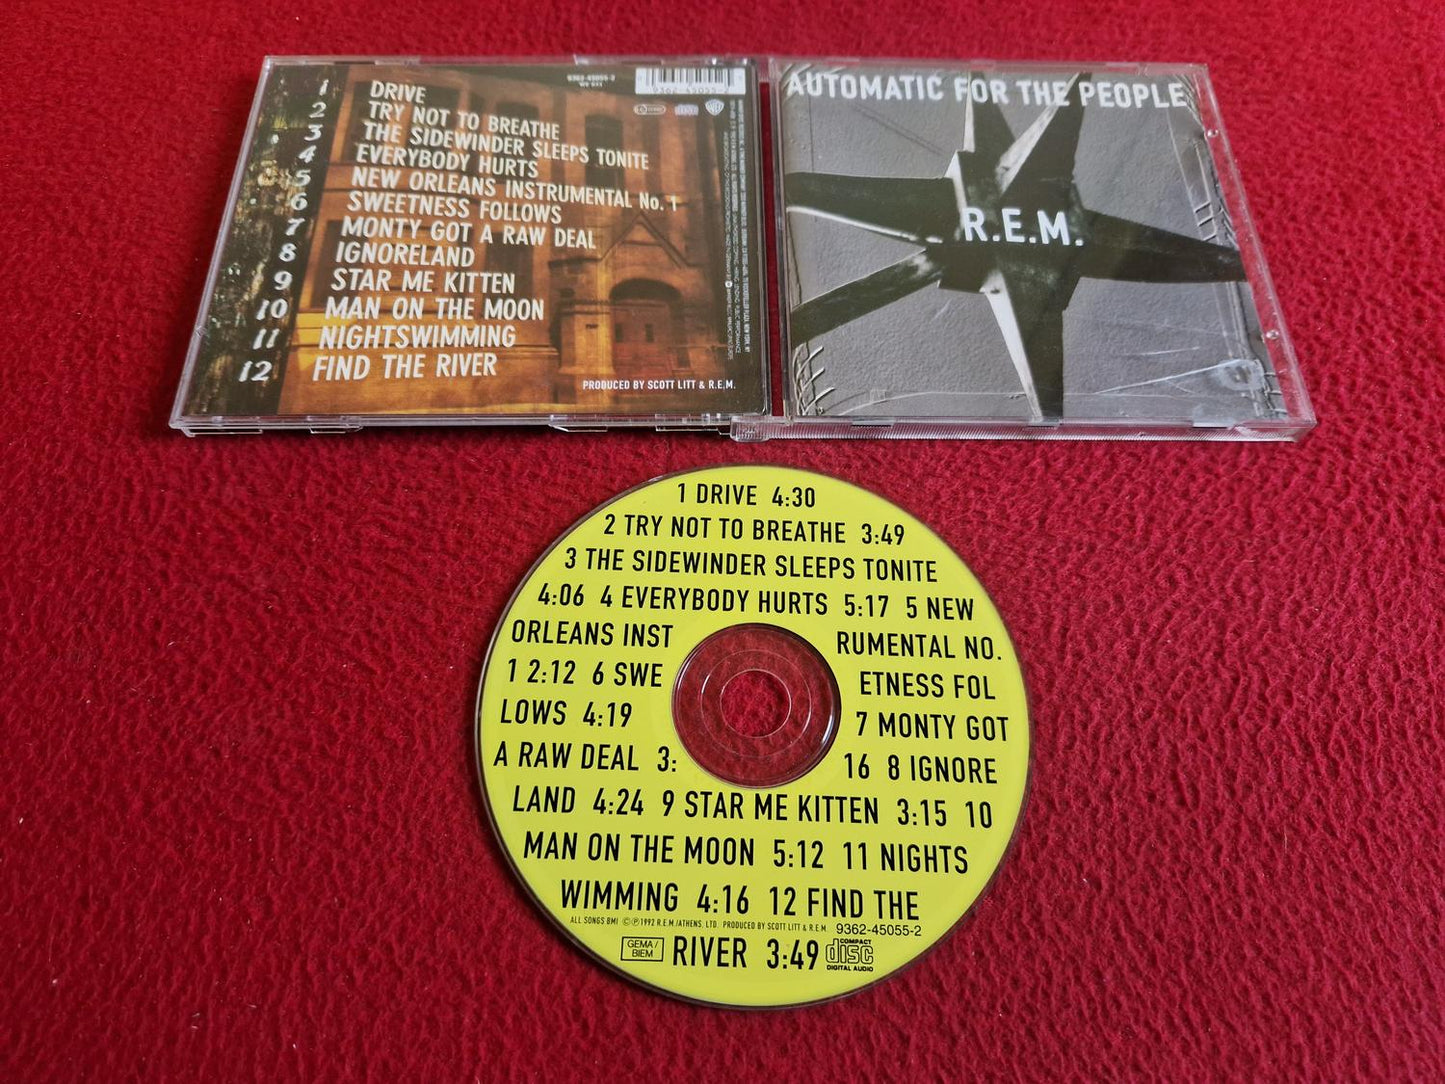 1 DRIVE
2 TRY NOT TO BREATHE
3 THE SIDEWINDER SLEEPS TONITE
4 EVERYBODY HURTS
5 NEW ORLEANS INSTRUMENTAL No. 1
6 SWEETNESS FOLLOWS
7 MONTY GOT A RAW DEAL
8 IGNORELAND
9 STAR ME KITTEN
10 MAN ON THE MOON
11 NIGHTSWIMMING
12 FIND THE RIVER
PRODUCED BY SCOTT LITT & R.E.M.
9362-45055-2
9362-45055-2
AUTOMATIC FOR THE PEOPLE
R.E.M.
1 DRIVE 4:30
2 TRY NOT TO BREATHE 3:49
3 THE SIDEWINDER SLEEPS TONITE
4:06 4 EVERYBODY HURTS 5:17 5 NEW
ORLEANS INST RUMENTAL NO.
1 2:12 6 SWE ETNESS FOL
LOWS 4:19 7 MONTY GOT
A RAW DEAL 3: 16 8 IGNORE
LAND 4:24 9 STAR ME KITTEN 3:15 10
MAN ON THE MOON 5:12 11 NIGHTS
WIMMING 4:16 12 FIND THE
ALL SONGS BMI ©℗1992 R.E.M./ATHENS, LTD. PRODUCED BY SCOTT LITT & R.E.M. 9362-45055-2
GEMA/
BIEM
RIVER 3:49
COMPACT
disc
DIGITAL AUDIO